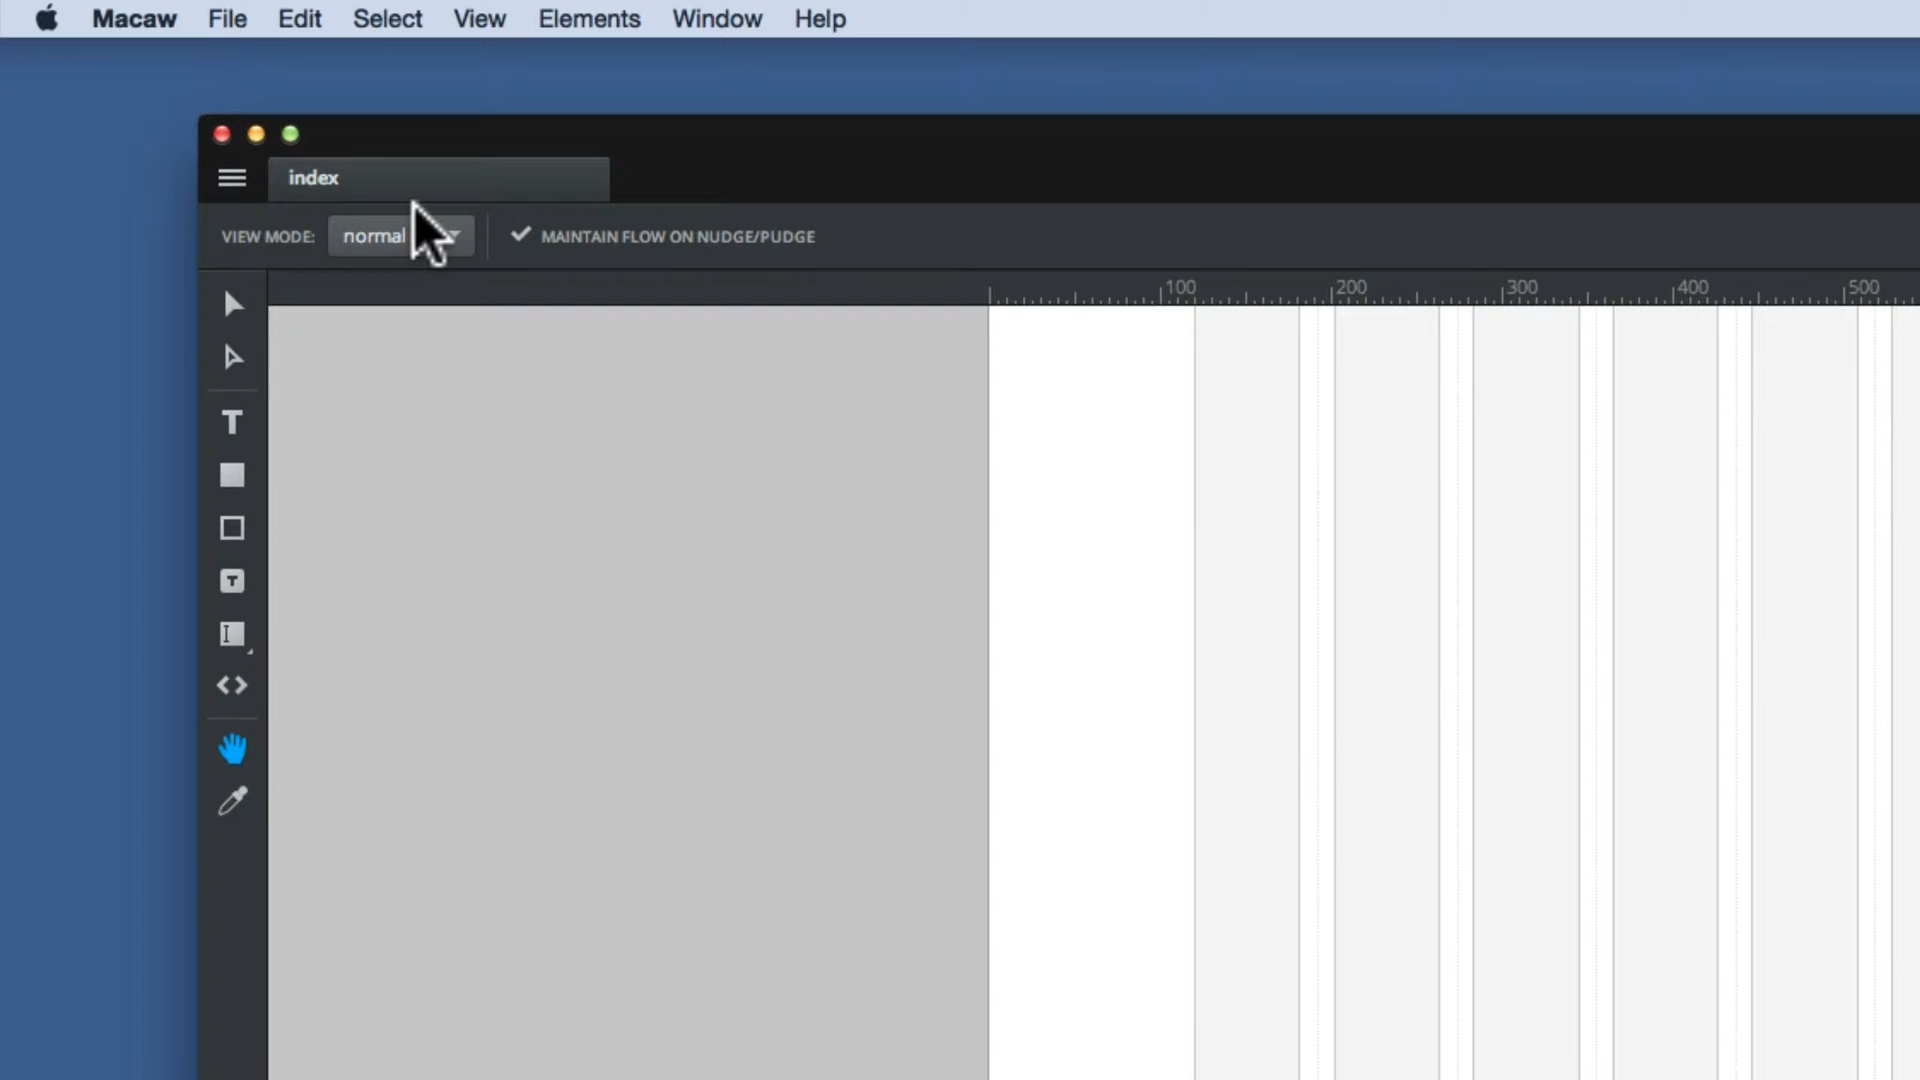 Macaw File Edit Select View Elements Window Help
index
VIEW MODE: normal MAINTAIN FLOW ON NUDGE/PUDGE
100 200 300 400 500
T
T